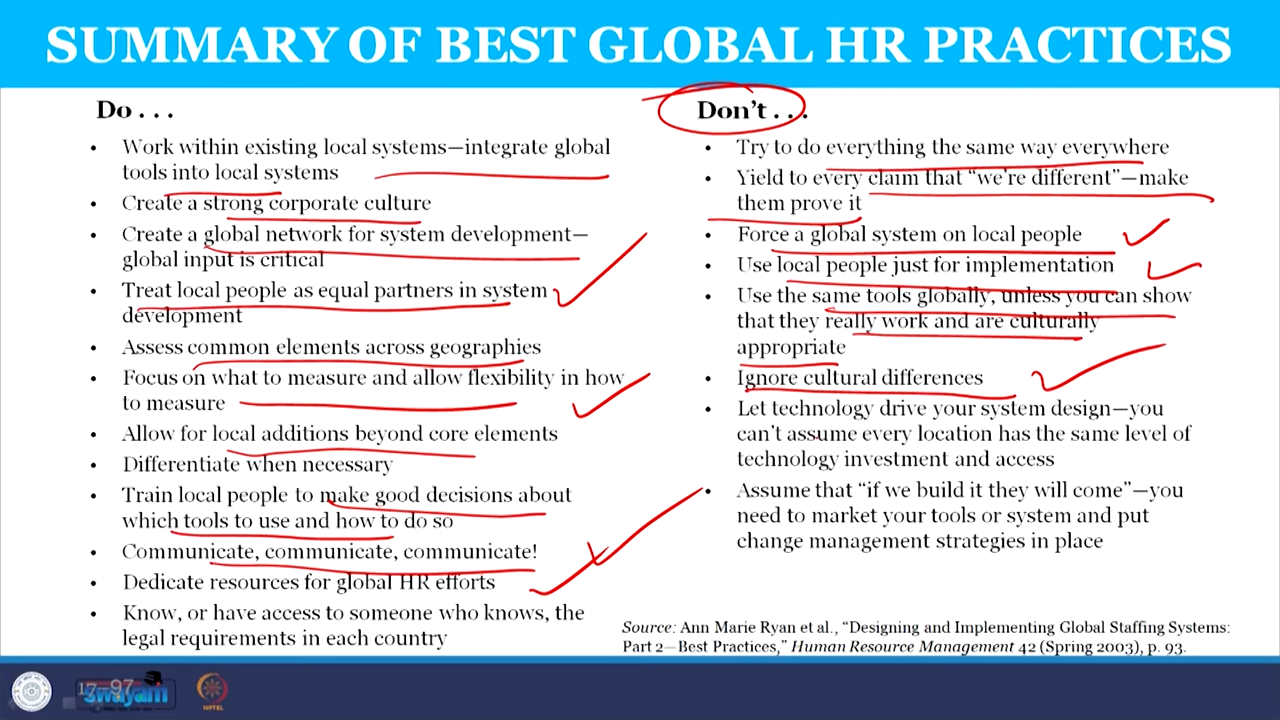 SUMMARY OF BEST GLOBAL HR PRACTICES
Do . . .
• Work within existing local systems—integrate global
tools into local systems
• Create a strong corporate culture
• Create a global network for system development—
global input is critical
• Treat local people as equal partners in system
development
• Assess common elements across geographies
• Focus on what to measure and allow flexibility in how
to measure
• Allow for local additions beyond core elements
• Differentiate when necessary
• Train local people to make good decisions about
which tools to use and how to do so
• Communicate, communicate, communicate!
• Dedicate resources for global HR efforts
• Know, or have access to someone who knows, the
legal requirements in each country
Don't . . .
• Try to do everything the same way everywhere
• Yield to every claim that “we're different”—make
them prove it
• Force a global system on local people
• Use local people just for implementation
• Use the same tools globally, unless you can show
that they really work and are culturally
appropriate
• Ignore cultural differences
• Let technology drive your system design—you
can't assume every location has the same level of
technology investment and access
• Assume that “if we build it they will come”—you
need to market your tools or system and put
change management strategies in place
Source: Ann Marie Ryan et al., “Designing and Implementing Global Staffing Systems:
Part 2—Best Practices,” Human Resource Management 42 (Spring 2003), p. 93.
17–97
swayam
NPTEL